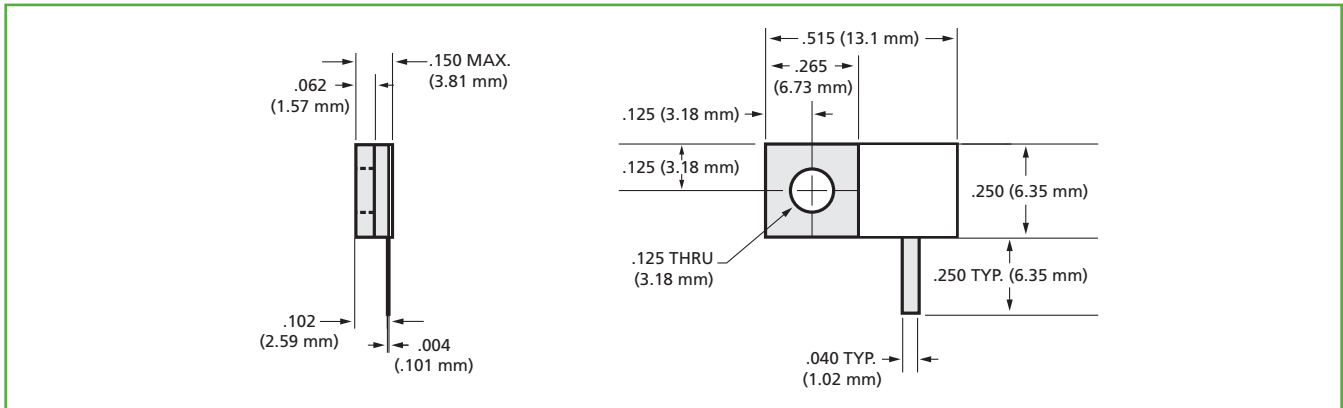 .150 MAX.
(3.81 mm)
.062
(1.57 mm)
.102
(2.59 mm)
.004
(.101 mm)
.515 (13.1 mm)
.265
(6.73 mm)
.125 (3.18 mm)
.125 (3.18 mm)
.250 (6.35 mm)
.125 THRU
(3.18 mm)
.250 TYP. (6.35 mm)
.040 TYP.
(1.02 mm)